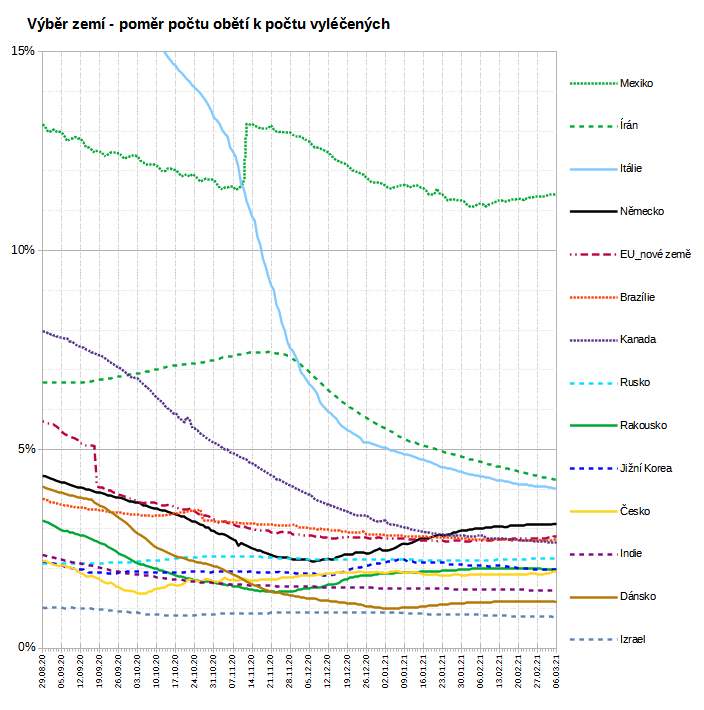 Výběr zemí - poměr počtu obětí k počtu vyléčených
15%
10%
5%
0%
29.08.20
05.09.20
12.09.20
19.09.20
26.09.20
03.10.20
10.10.20
17.10.20
24.10.20
31.10.20
07.11.20
14.11.20
21.11.20
28.11.20
05.12.20
12.12.20
19.12.20
26.12.20
02.01.21
09.01.21
16.01.21
23.01.21
30.01.21
06.02.21
13.02.21
20.02.21
27.02.21
06.03.21
Mexiko
Írán
Itálie
Německo
EU_nové země
Brazílie
Kanada
Rusko
Rakousko
Jižní Korea
Česko
Indie
Dánsko
Izrael